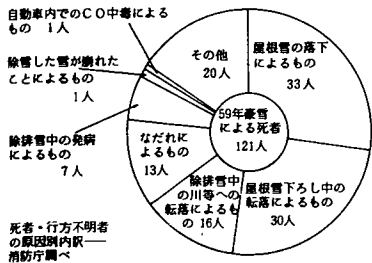 自動車内でのCO中毒による
もの 1人
除雪した雪が崩れた
ことによるもの
1人
除排雪中の発病
によるもの
7人
その他
20人
屋根雪の落下
によるもの
33人
59年豪雪
による死者
121人
なだれに
よるもの
13人
除排雪中
の川等への
転落によるもの
16人
屋根雪下ろし中の
転落によるもの
30人
死者・行方不明者
の原因別内訳——
消防庁調べ